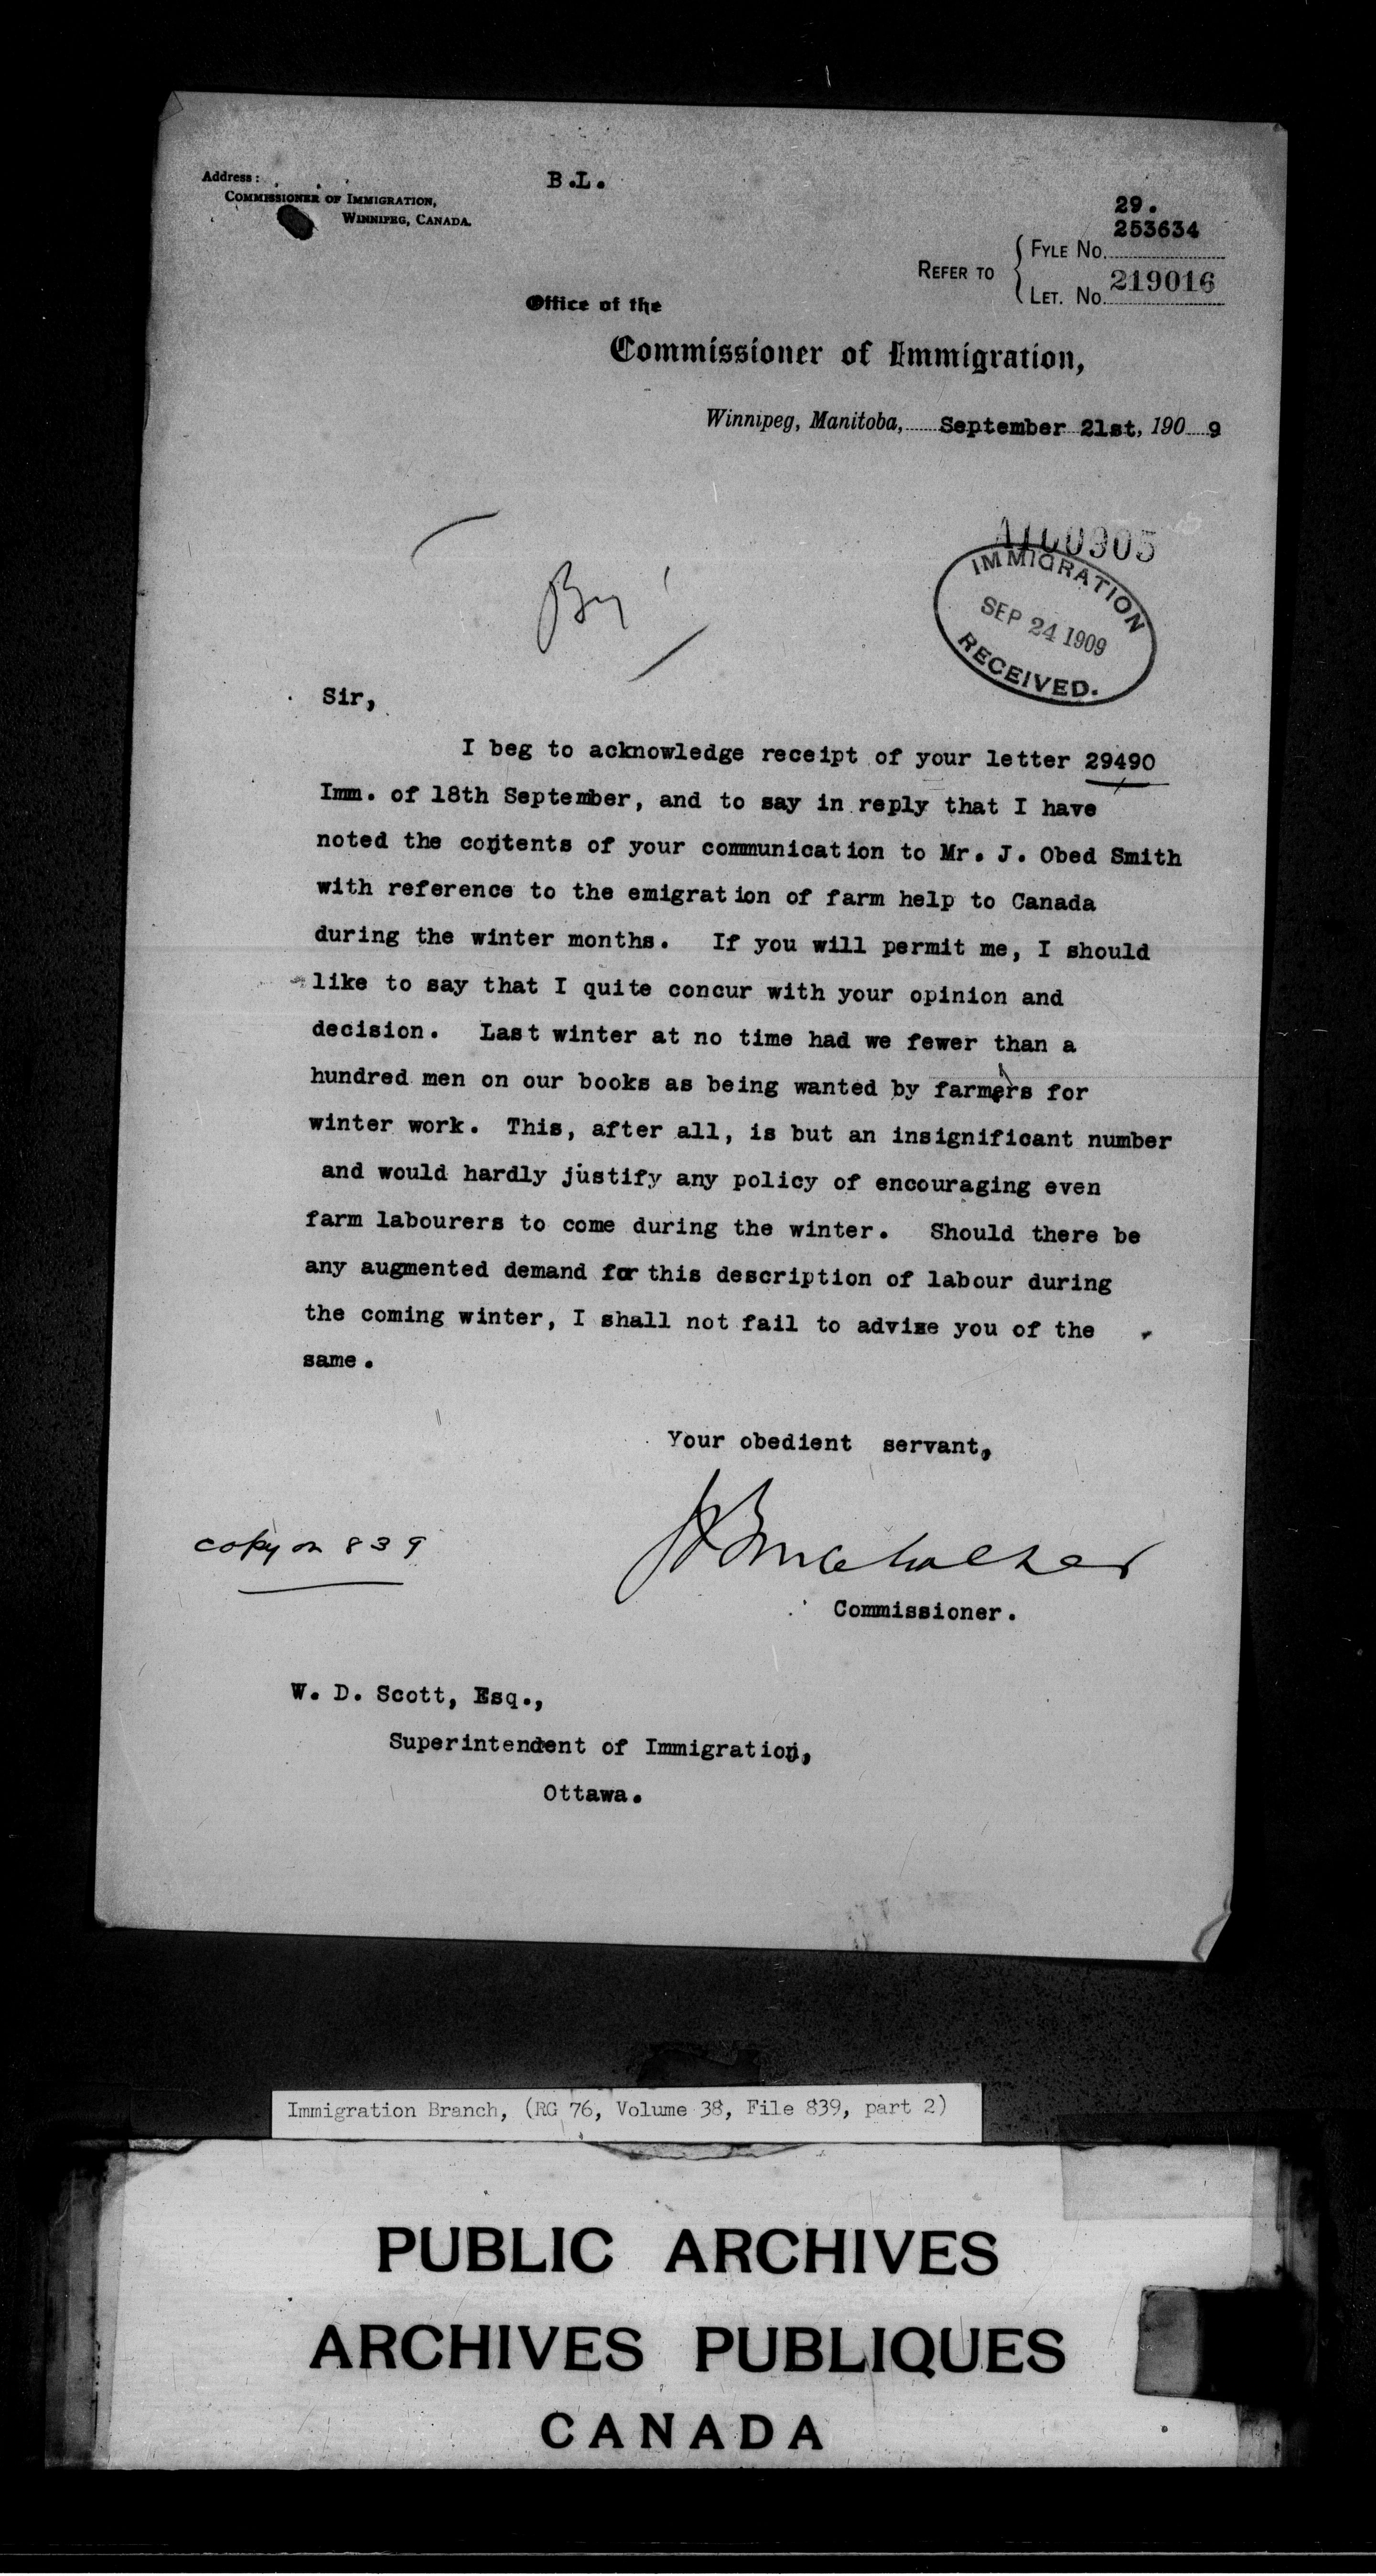 Address:
Commissioner of Immigration,
Winnipeg, Canada.
B.L.
29.
253634
Refer to
Fyle No.
Let. No. 219016
Office of the
Commissioner of Immigration,
Winnipeg, Manitoba, September 21st, 190 9
IMMIGRATION
SEP 24 1909
RECEIVED.
Sir,
I beg to acknowledge receipt of your letter 29490
Imm. of 18th September, and to say in reply that I have
noted the contents of your communication to Mr. J. Obed Smith
with reference to the emigration of farm help to Canada
during the winter months. If you will permit me, I should
like to say that I quite concur with your opinion and
decision. Last winter at no time had we fewer than a
hundred men on our books as being wanted by farmers for
winter work. This, after all, is but an insignificant number
and would hardly justify any policy of encouraging even
farm labourers to come during the winter. Should there be
any augmented demand for this description of labour during
the coming winter, I shall not fail to advise you of the
same.
Your obedient servant,
copy on 839
Commissioner.
W. D. Scott, Esq.,
Superintendent of Immigration,
Ottawa.
Immigration Branch, (RG 76, Volume 38, File 839, part 2)
PUBLIC ARCHIVES
ARCHIVES PUBLIQUES
CANADA